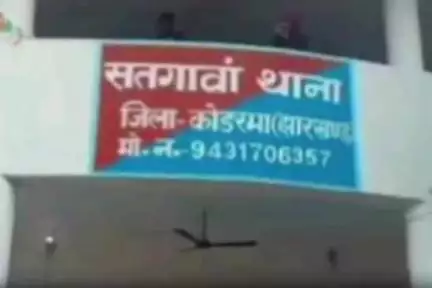 सतगावां थाना
जिला-कोडरमा(झारखण्ड)
मो.न.-9431706357